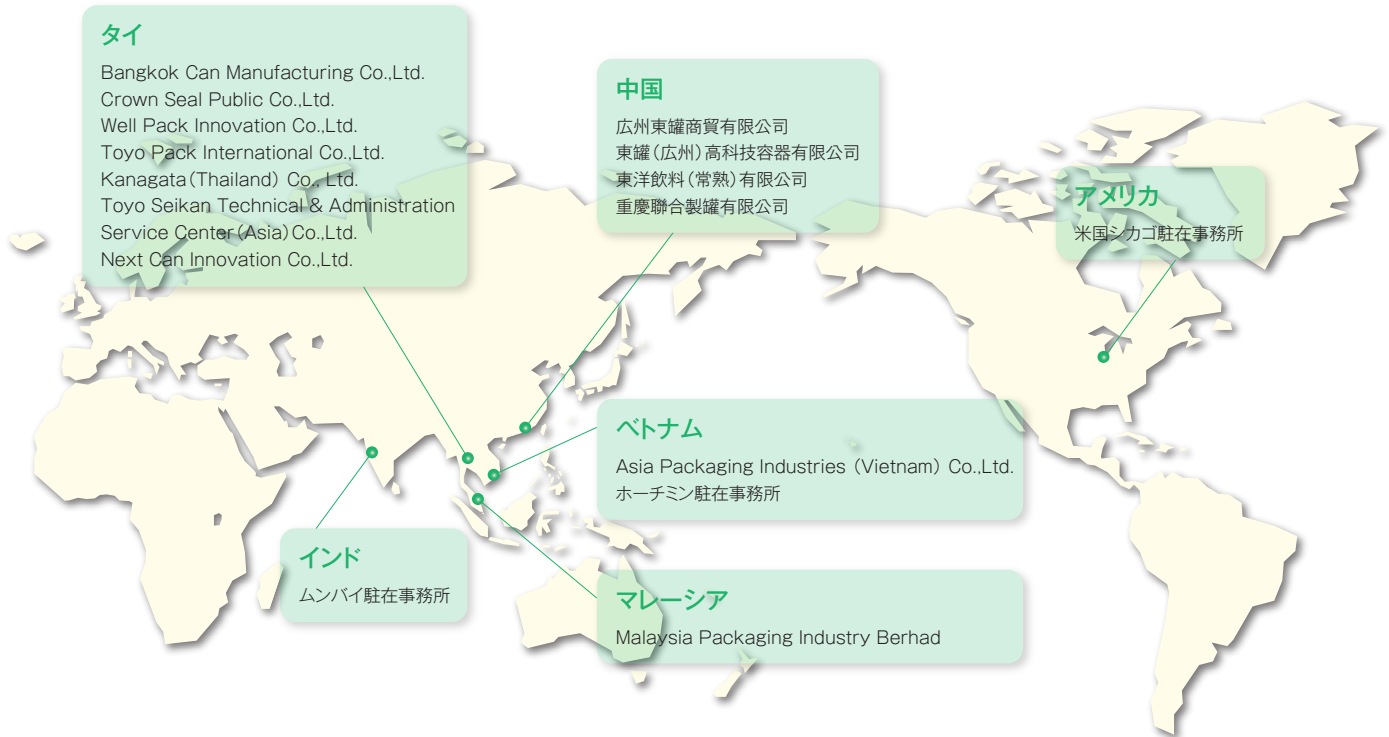 タイ
Bangkok Can Manufacturing Co.,Ltd.
Crown Seal Public Co.,Ltd.
Well Pack Innovation Co.,Ltd.
Toyo Pack International Co.,Ltd.
Kanagata(Thailand) Co., Ltd.
Toyo Seikan Technical & Administration
Service Center(Asia)Co.,Ltd.
Next Can Innovation Co.,Ltd.
中国
広州東罐商貿有限公司
東罐(広州)高科技容器有限公司
東洋飲料(常熟)有限公司
重慶聯合製罐有限公司
アメリカ
米国シカゴ駐在事務所
ベトナム
Asia Packaging Industries (Vietnam) Co.,Ltd.
ホーチミン駐在事務所
インド
ムンバイ駐在事務所
マレーシア
Malaysia Packaging Industry Berhad